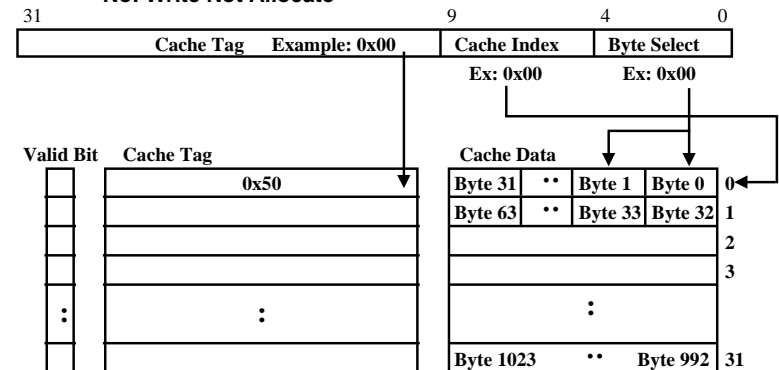 No: Write Not Allocate
31 9 4 0
Cache Tag Example: 0x00 Cache Index Byte Select
Ex: 0x00 Ex: 0x00
Valid Bit Cache Tag Cache Data
0x50 Byte 31 •• Byte 1 Byte 0 0
Byte 63 •• Byte 33 Byte 32 1
2
3
: : :
Byte 1023 •• Byte 992 31